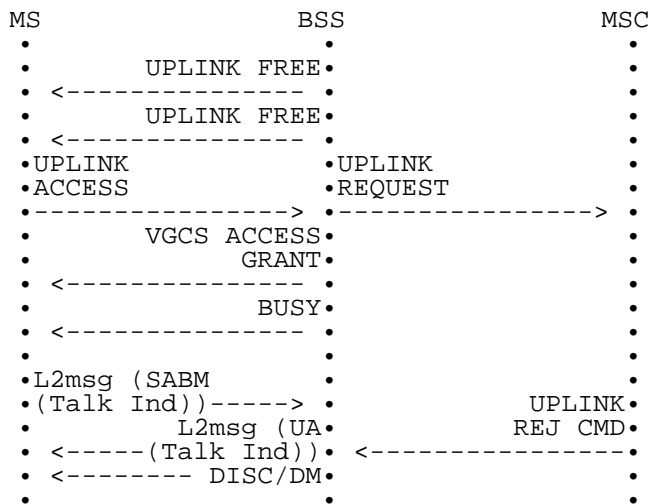 MS BSS MSC
• • •
• UPLINK FREE• •
• <--------------- • •
• UPLINK FREE• •
• <--------------- • •
•UPLINK •UPLINK •
•ACCESS •REQUEST •
•----------------> •----------------> •
• VGCS ACCESS• •
• GRANT• •
• <--------------- • •
• BUSY• •
• <--------------- • •
• • •
•L2msg (SABM • •
•(Talk Ind))-----> • UPLINK•
• L2msg (UA• REJ CMD•
• <-----(Talk Ind))• <----------------•
• <-------- DISC/DM• •
• • •